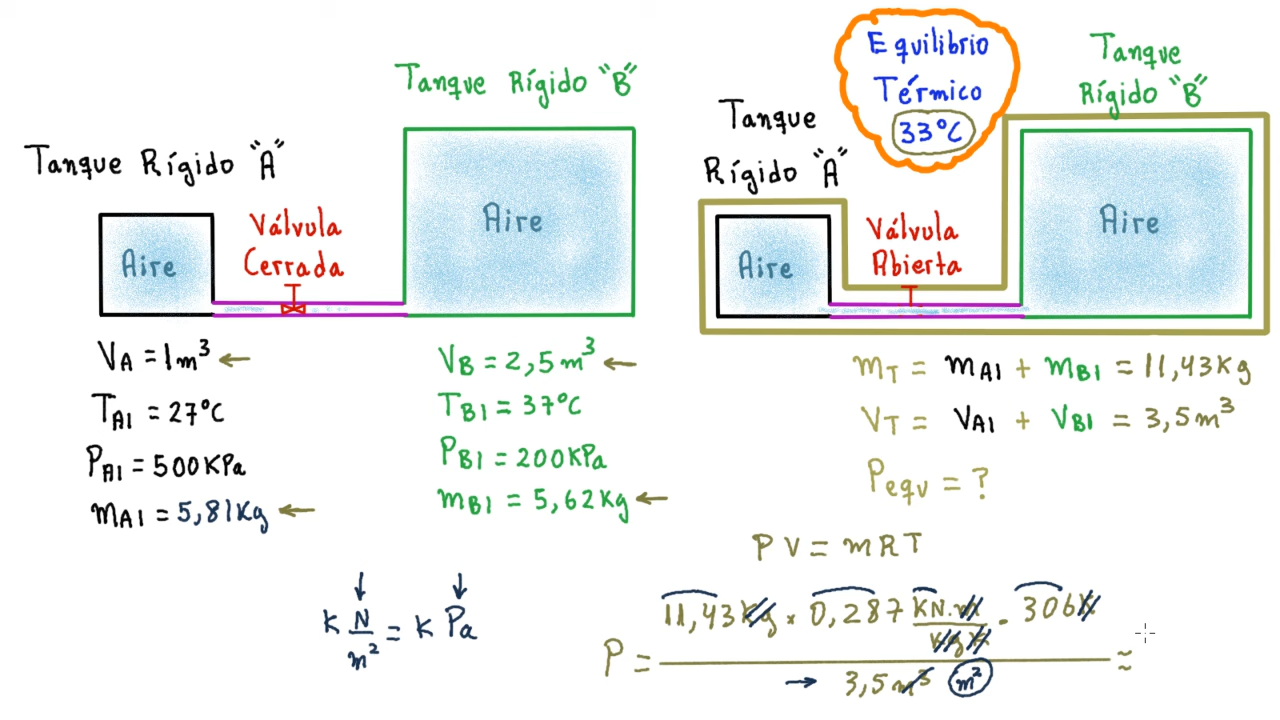 Tanque Rígido "A"
Aire
Válvula
Cerrada
Tanque Rígido "B"
Aire
VA = 1m³ ←
TA1 = 27°C
PA1 = 500KPa
mA1 = 5,81Kg ←
VB = 2,5m³ ←
TB1 = 37°C
PB1 = 200KPa
mB1 = 5,62Kg ←
Equilibrio
Térmico
33°C
Tanque
Rígido "A"
Aire
Válvula
Abierta
Tanque
Rígido "B"
Aire
mT = mA1 + mB1 = 11,43Kg
VT = VA1 + VB1 = 3,5m³
Pequ = ?
PV = mRT
K N/m² = K Pa
P = 11,43Kg × 0,287 KN.m/Kg K . 306K ≈
→ 3,5m³ m²